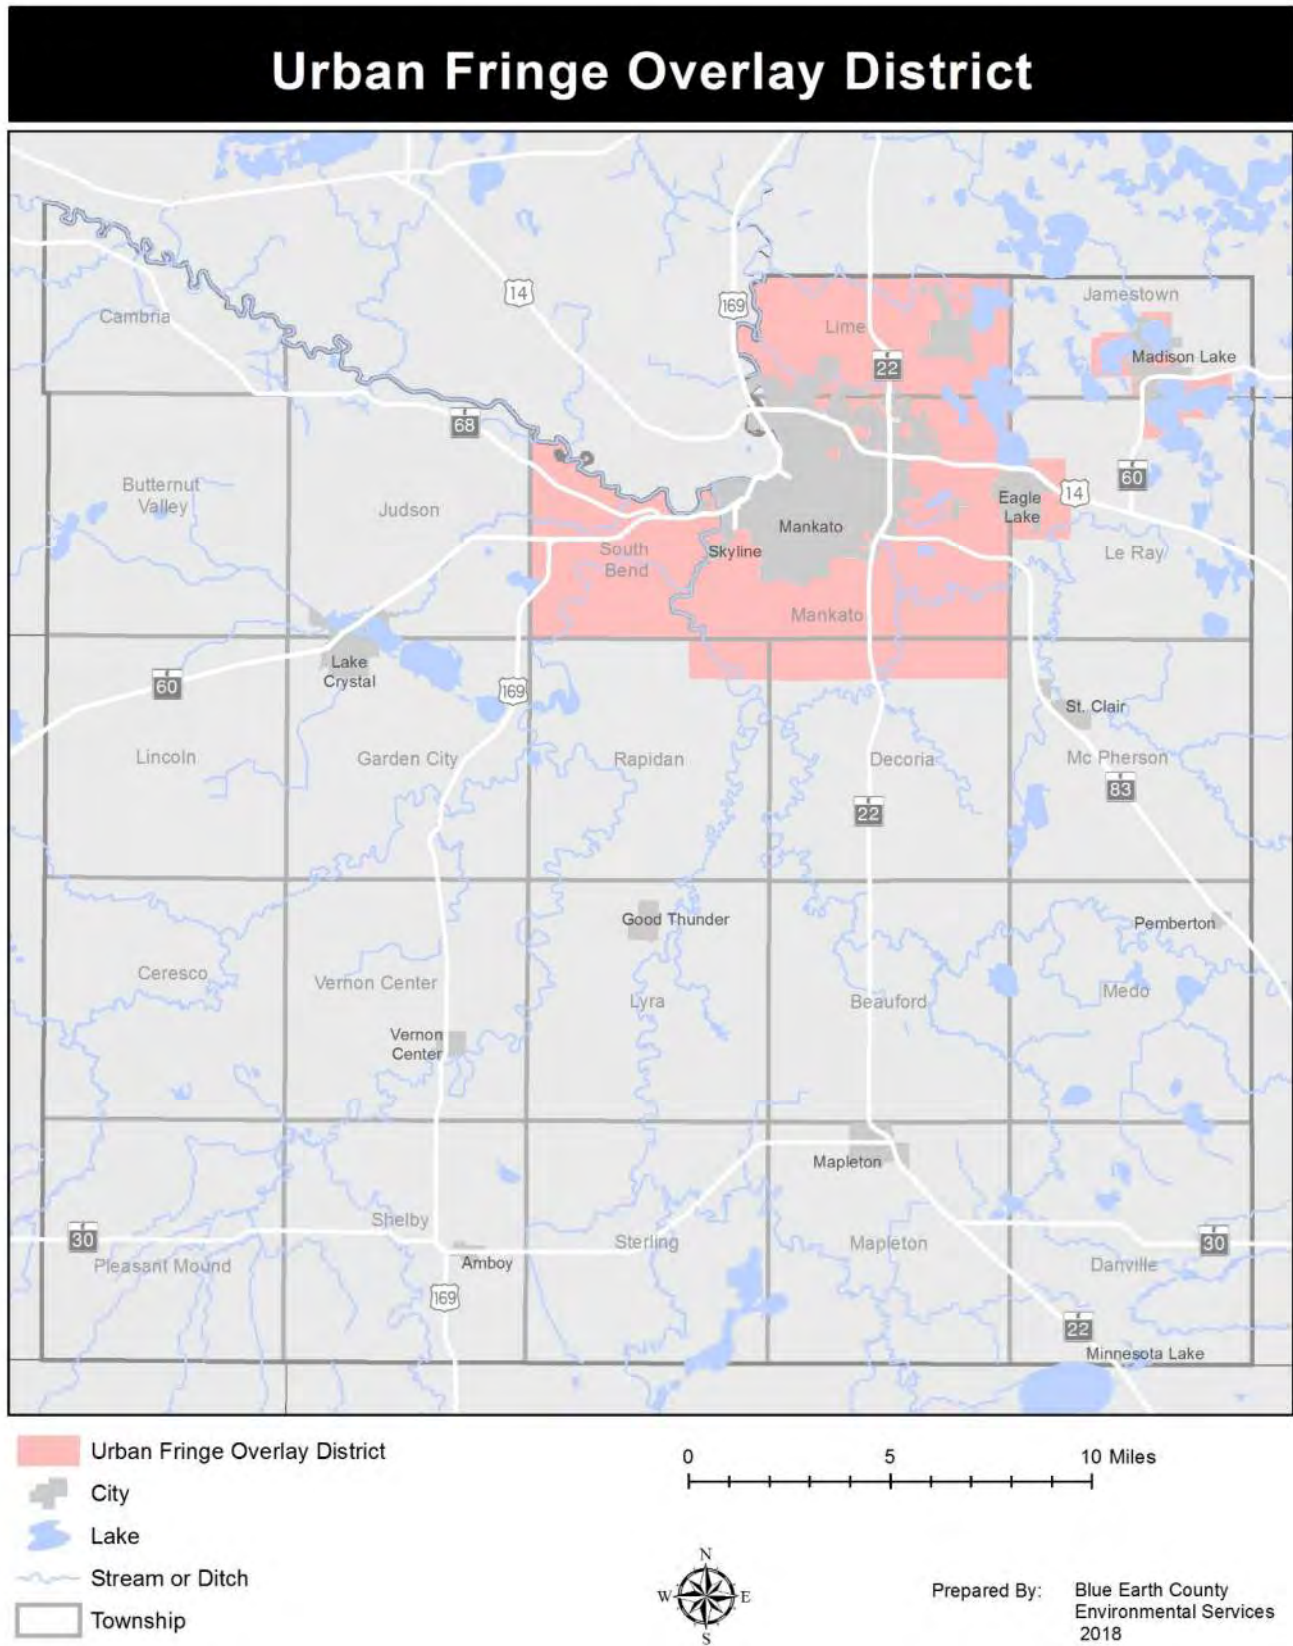 Urban Fringe Overlay District
Jamestown
14
Cambria
169
Lime
Madison Lake
22
68
60
Butternut
Valley
Judson
14
Eagle
Lake
Mankato
South
Bend
Skyline
Le Ray
Mankato
Lake
Crystal
60
169
St. Clair
Lincoln
Garden City
Rapidan
Decoria
Mc Pherson
83
22
Good Thunder
Pemberton
Ceresco
Vernon Center
Lyra
Beauford
Medo
Vernon
Center
Mapleton
Shelby
30
Sterling
Mapleton
30
Pleasant Mound
Amboy
Danville
169
22
Minnesota Lake
Urban Fringe Overlay District
City
Lake
Stream or Ditch
Township
0 5 10 Miles
N
W E
S
Prepared By: Blue Earth County
Environmental Services
2018